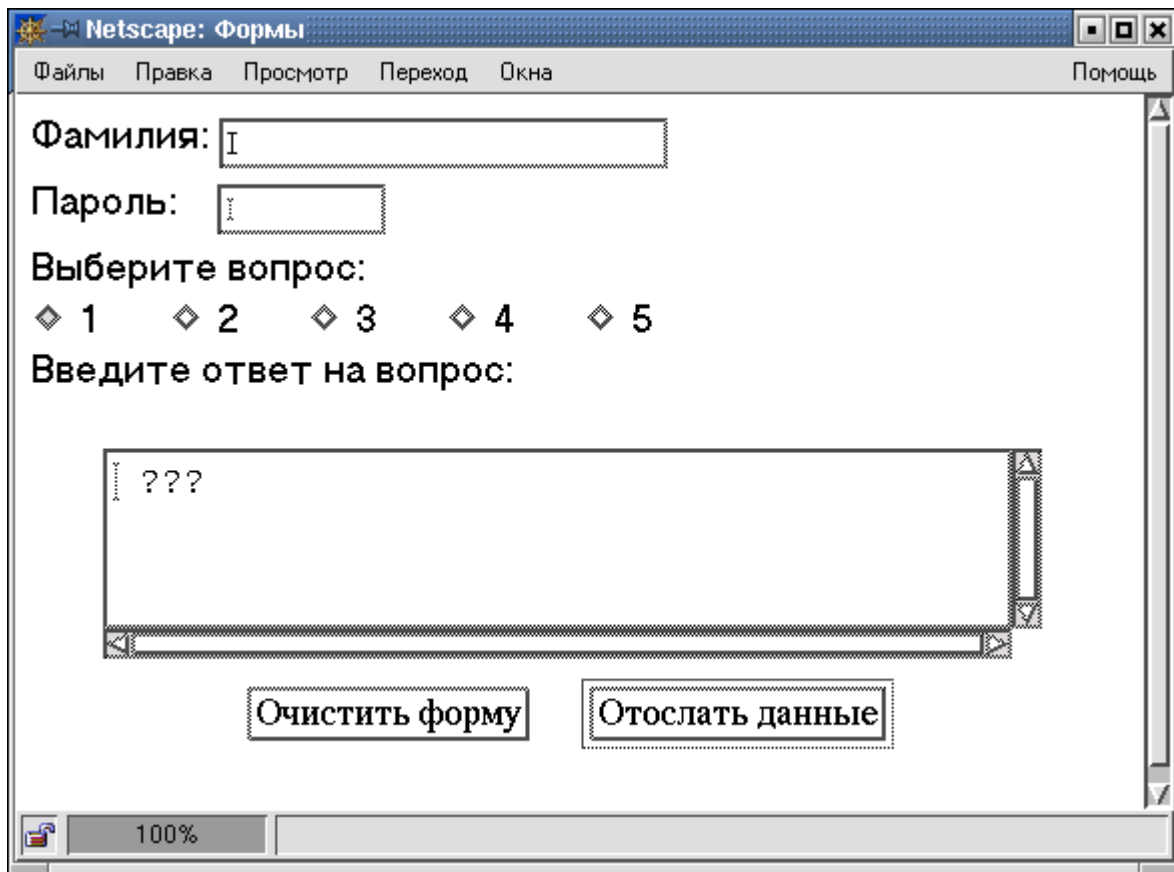 Netscape: Формы
Файлы Правка Просмотр Переход Окна Помощь
Фамилия:
Пароль:
Выберите вопрос:
1 2 3 4 5
Введите ответ на вопрос:
???
Очистить форму Отослать данные
100%